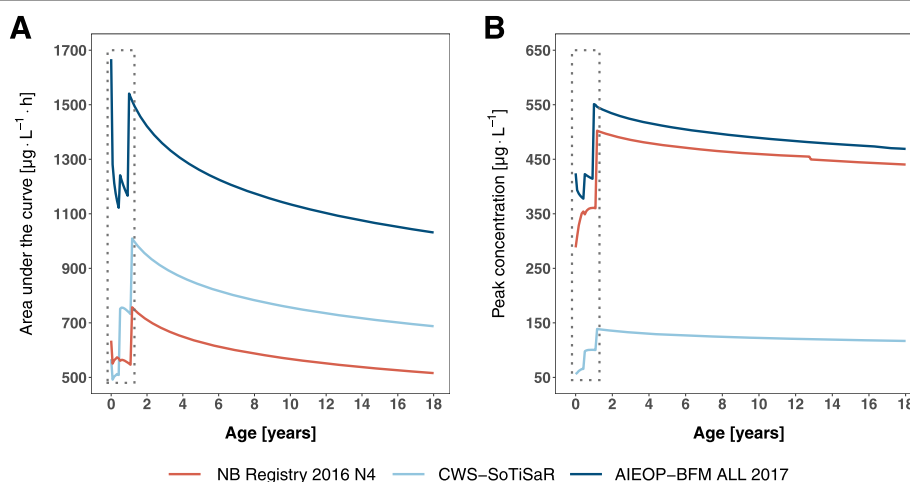 A
B
Area under the curve [µg · L⁻¹ · h]
1700
1500
1300
1100
900
700
500
0 2 4 6 8 10 12 14 16 18
Age [years]
Peak concentration [µg · L⁻¹]
650
550
450
350
250
150
50
0 2 4 6 8 10 12 14 16 18
Age [years]
NB Registry 2016 N4 CWS−SoTiSaR AIEOP−BFM ALL 2017